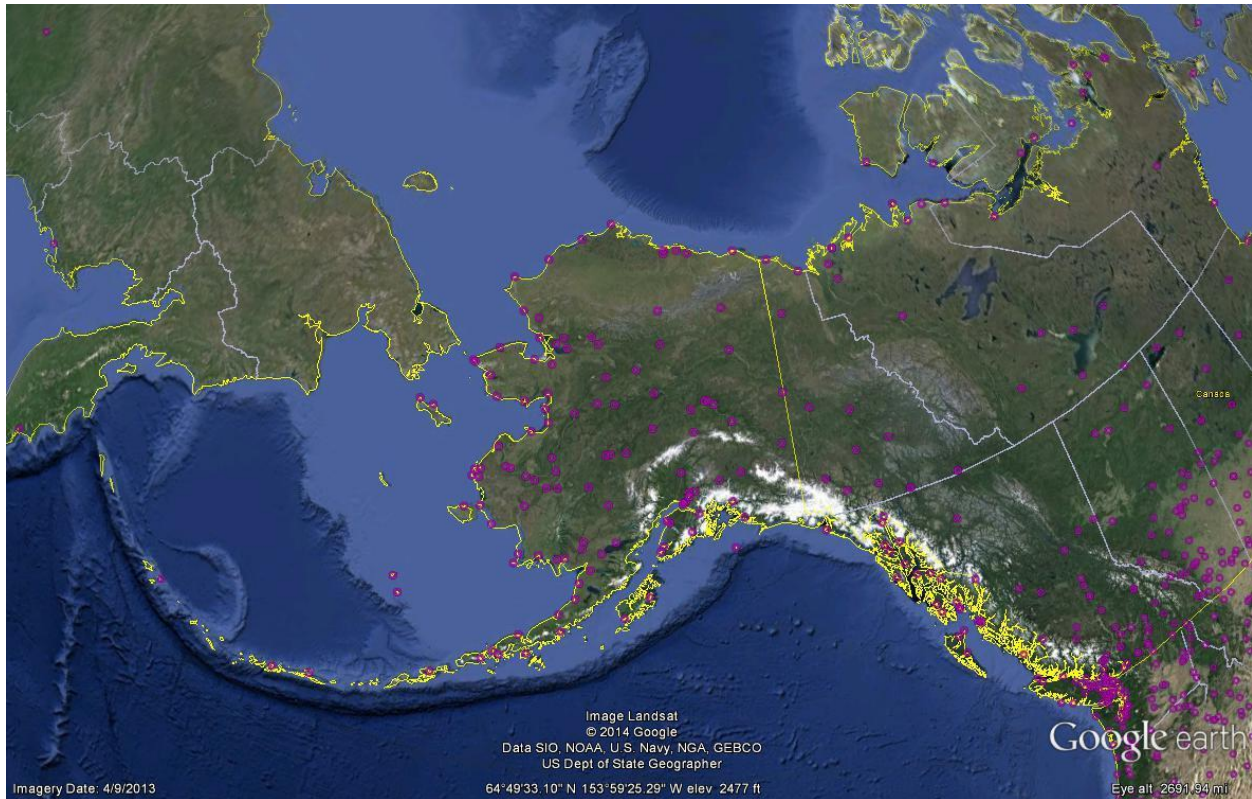 Canada
Image Landsat
© 2014 Google
Data SIO, NOAA, U.S. Navy, NGA, GEBCO
US Dept of State Geographer
Google earth
Imagery Date: 4/9/2013
64°49'33.10" N 153°59'25.29" W elev 2477 ft
Eye alt 2691.94 mi